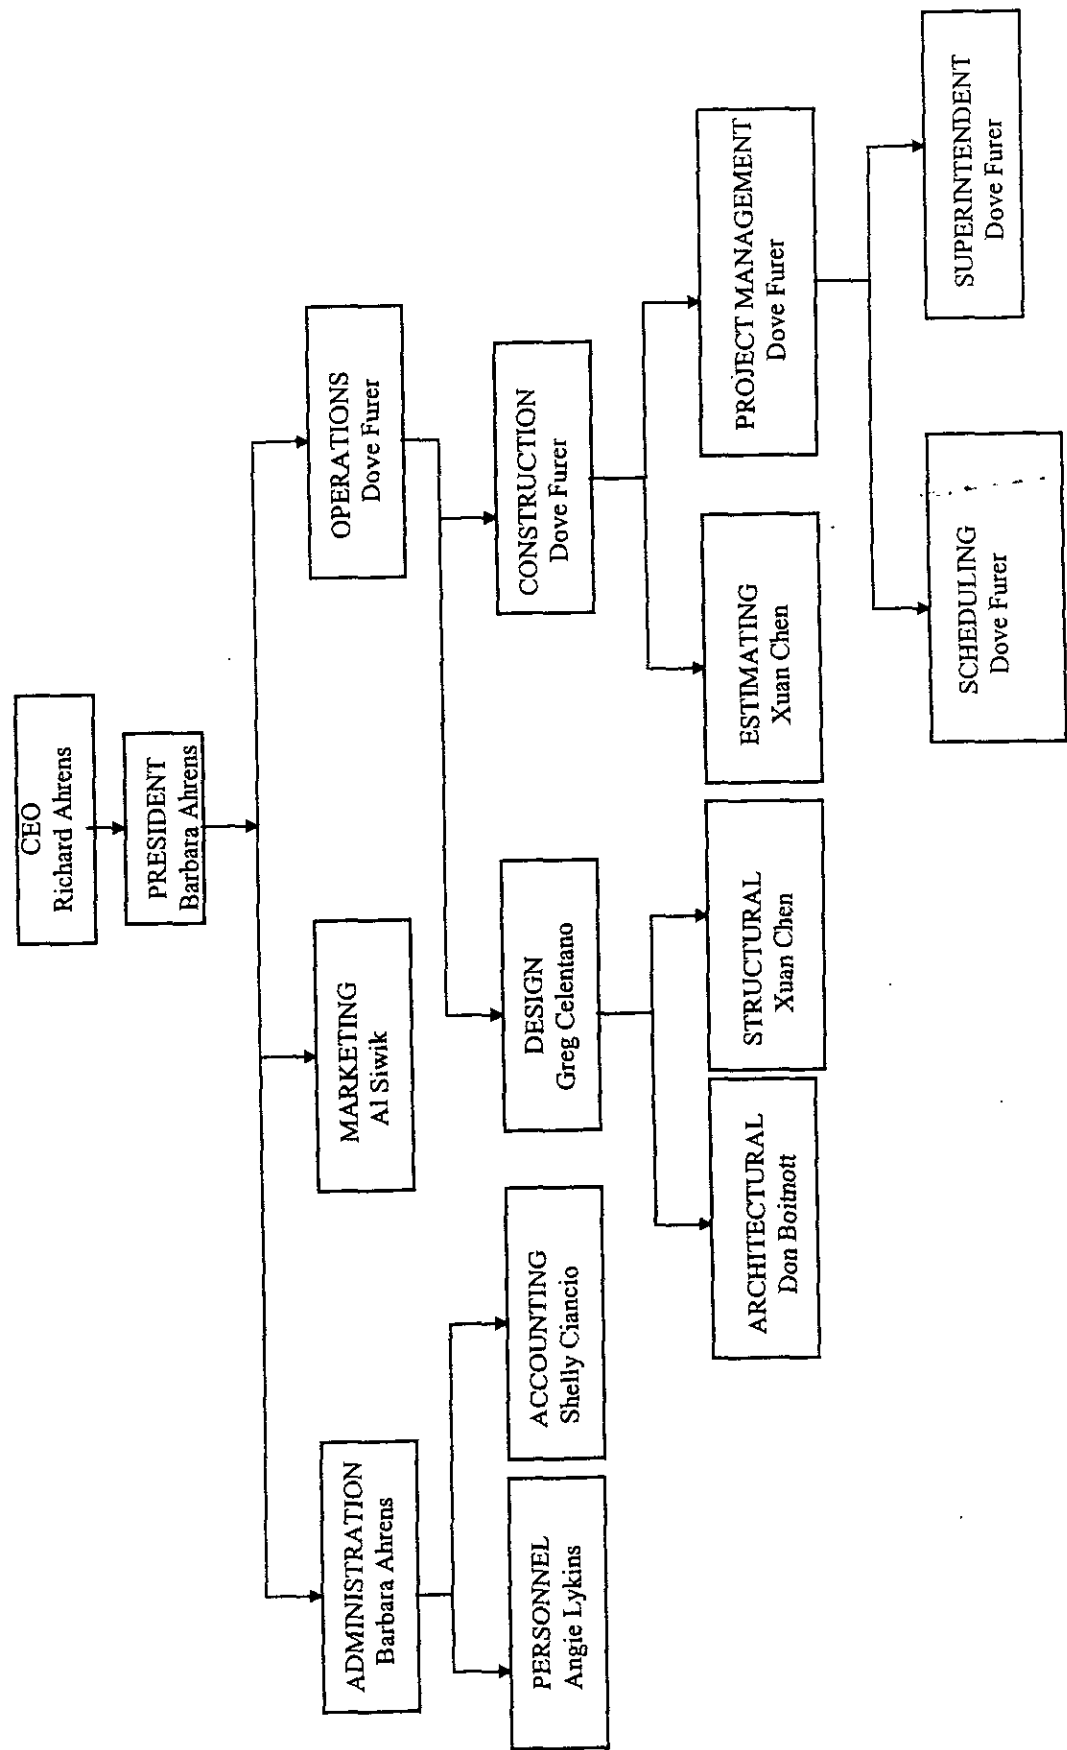 CEO
Richard Ahrens
PRESIDENT
Barbara Ahrens
ADMINISTRATION
Barbara Ahrens
MARKETING
Al Siwik
OPERATIONS
Dove Furer
PERSONNEL
Angie Lykins
ACCOUNTING
Shelly Ciancio
DESIGN
Greg Celentano
CONSTRUCTION
Dove Furer
ARCHITECTURAL
Don Boitnott
STRUCTURAL
Xuan Chen
ESTIMATING
Xuan Chen
PROJECT MANAGEMENT
Dove Furer
SCHEDULING
Dove Furer
SUPERINTENDENT
Dove Furer